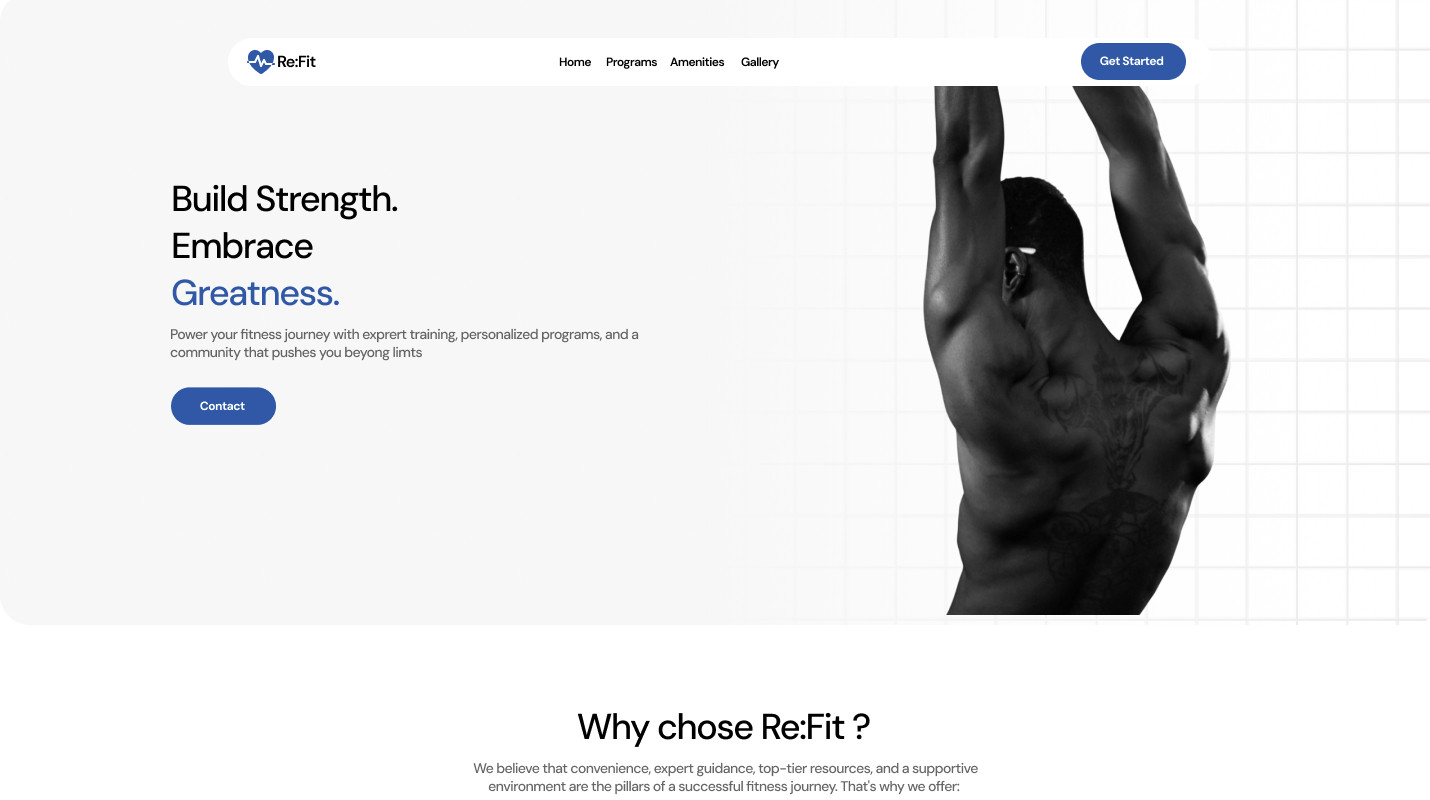 Re:Fit
Home Programs Amenities Gallery
Get Started
Build Strength.
Embrace
Greatness.
Power your fitness journey with exprert training, personalized programs, and a
community that pushes you beyong limts
Contact
Why chose Re:Fit ?
We believe that convenience, expert guidance, top-tier resources, and a supportive
environment are the pillars of a successful fitness journey. That's why we offer: